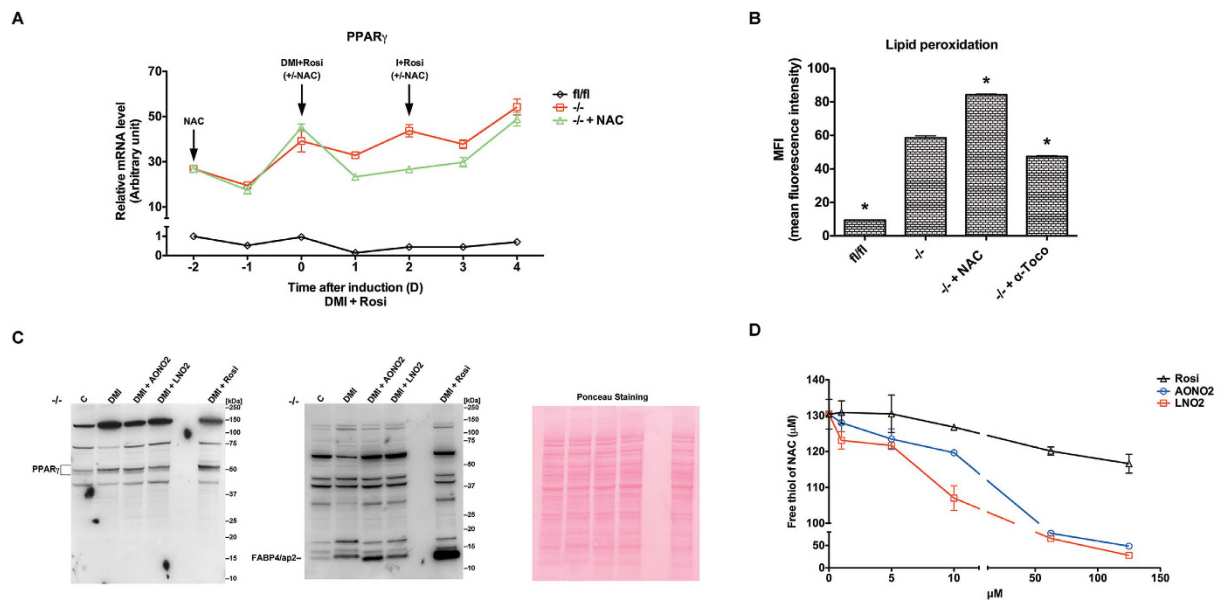 A
PPARγ
DMI+Rosi
(+/-NAC)
I+Rosi
(+/-NAC)
NAC
fl/fl
-/-
-/- + NAC
Relative mRNA level
(Arbitrary unit)
70
50
30
10
1
0
-2 -1 0 1 2 3 4
Time after induction (D)
DMI + Rosi
B
Lipid peroxidation
MFI
(mean fluorescence intensity)
100
80
60
40
20
0
* * *
fl/fl
-/-
-/- + NAC
-/- + α-Toco
C
-/-
C
DMI
DMI + AONO2
DMI + LNO2
DMI + Rosi
[kDa]
PPARγ
–250
–150
–100
–75
–50
–37
–25
–20
–15
–10
-/-
C
DMI
DMI + AONO2
DMI + LNO2
DMI + Rosi
[kDa]
–250
–150
–100
–75
–50
–37
–25
–20
–15
–10
FABP4/ap2–
Ponceau Staining
D
Rosi
AONO2
LNO2
Free thiol of NAC (µM)
140
130
120
110
100
50
0
0 5 10 50 100 150
µM